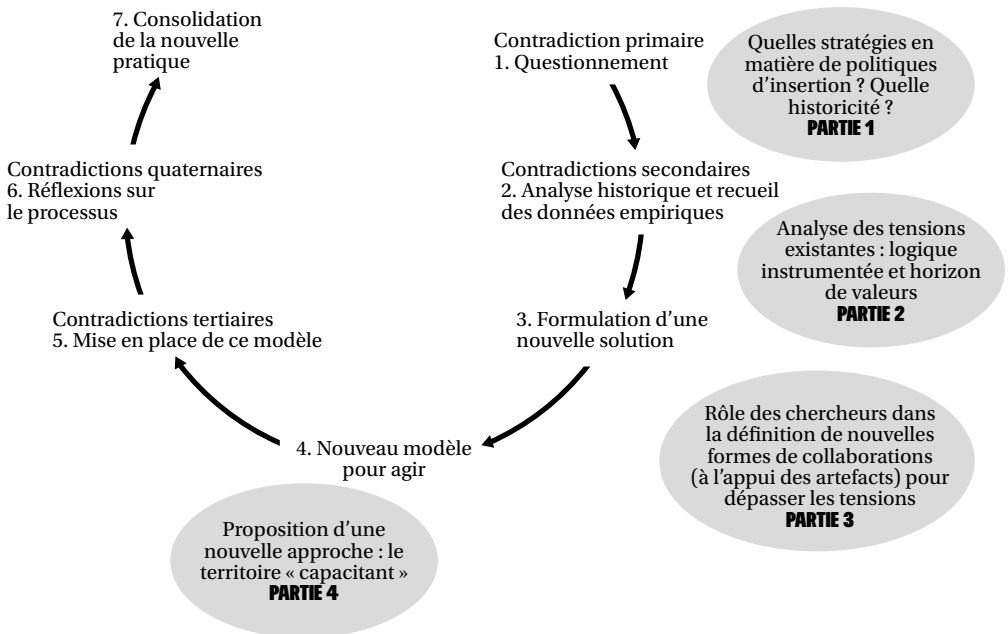 7. Consolidation
de la nouvelle
pratique
Contradiction primaire
1. Questionnement
Quelles stratégies en
matière de politiques
d’insertion ? Quelle
historicité ?
PARTIE 1
Contradictions quaternaires
6. Réflexions sur
le processus
Contradictions secondaires
2. Analyse historique et recueil
des données empiriques
Analyse des tensions
existantes : logique
instrumentée et horizon
de valeurs
PARTIE 2
Contradictions tertiaires
5. Mise en place de ce modèle
3. Formulation d’une
nouvelle solution
Rôle des chercheurs dans
la définition de nouvelles
formes de collaborations
(à l’appui des artefacts) pour
dépasser les tensions
PARTIE 3
4. Nouveau modèle
pour agir
Proposition d’une
nouvelle approche : le
territoire « capacitant »
PARTIE 4